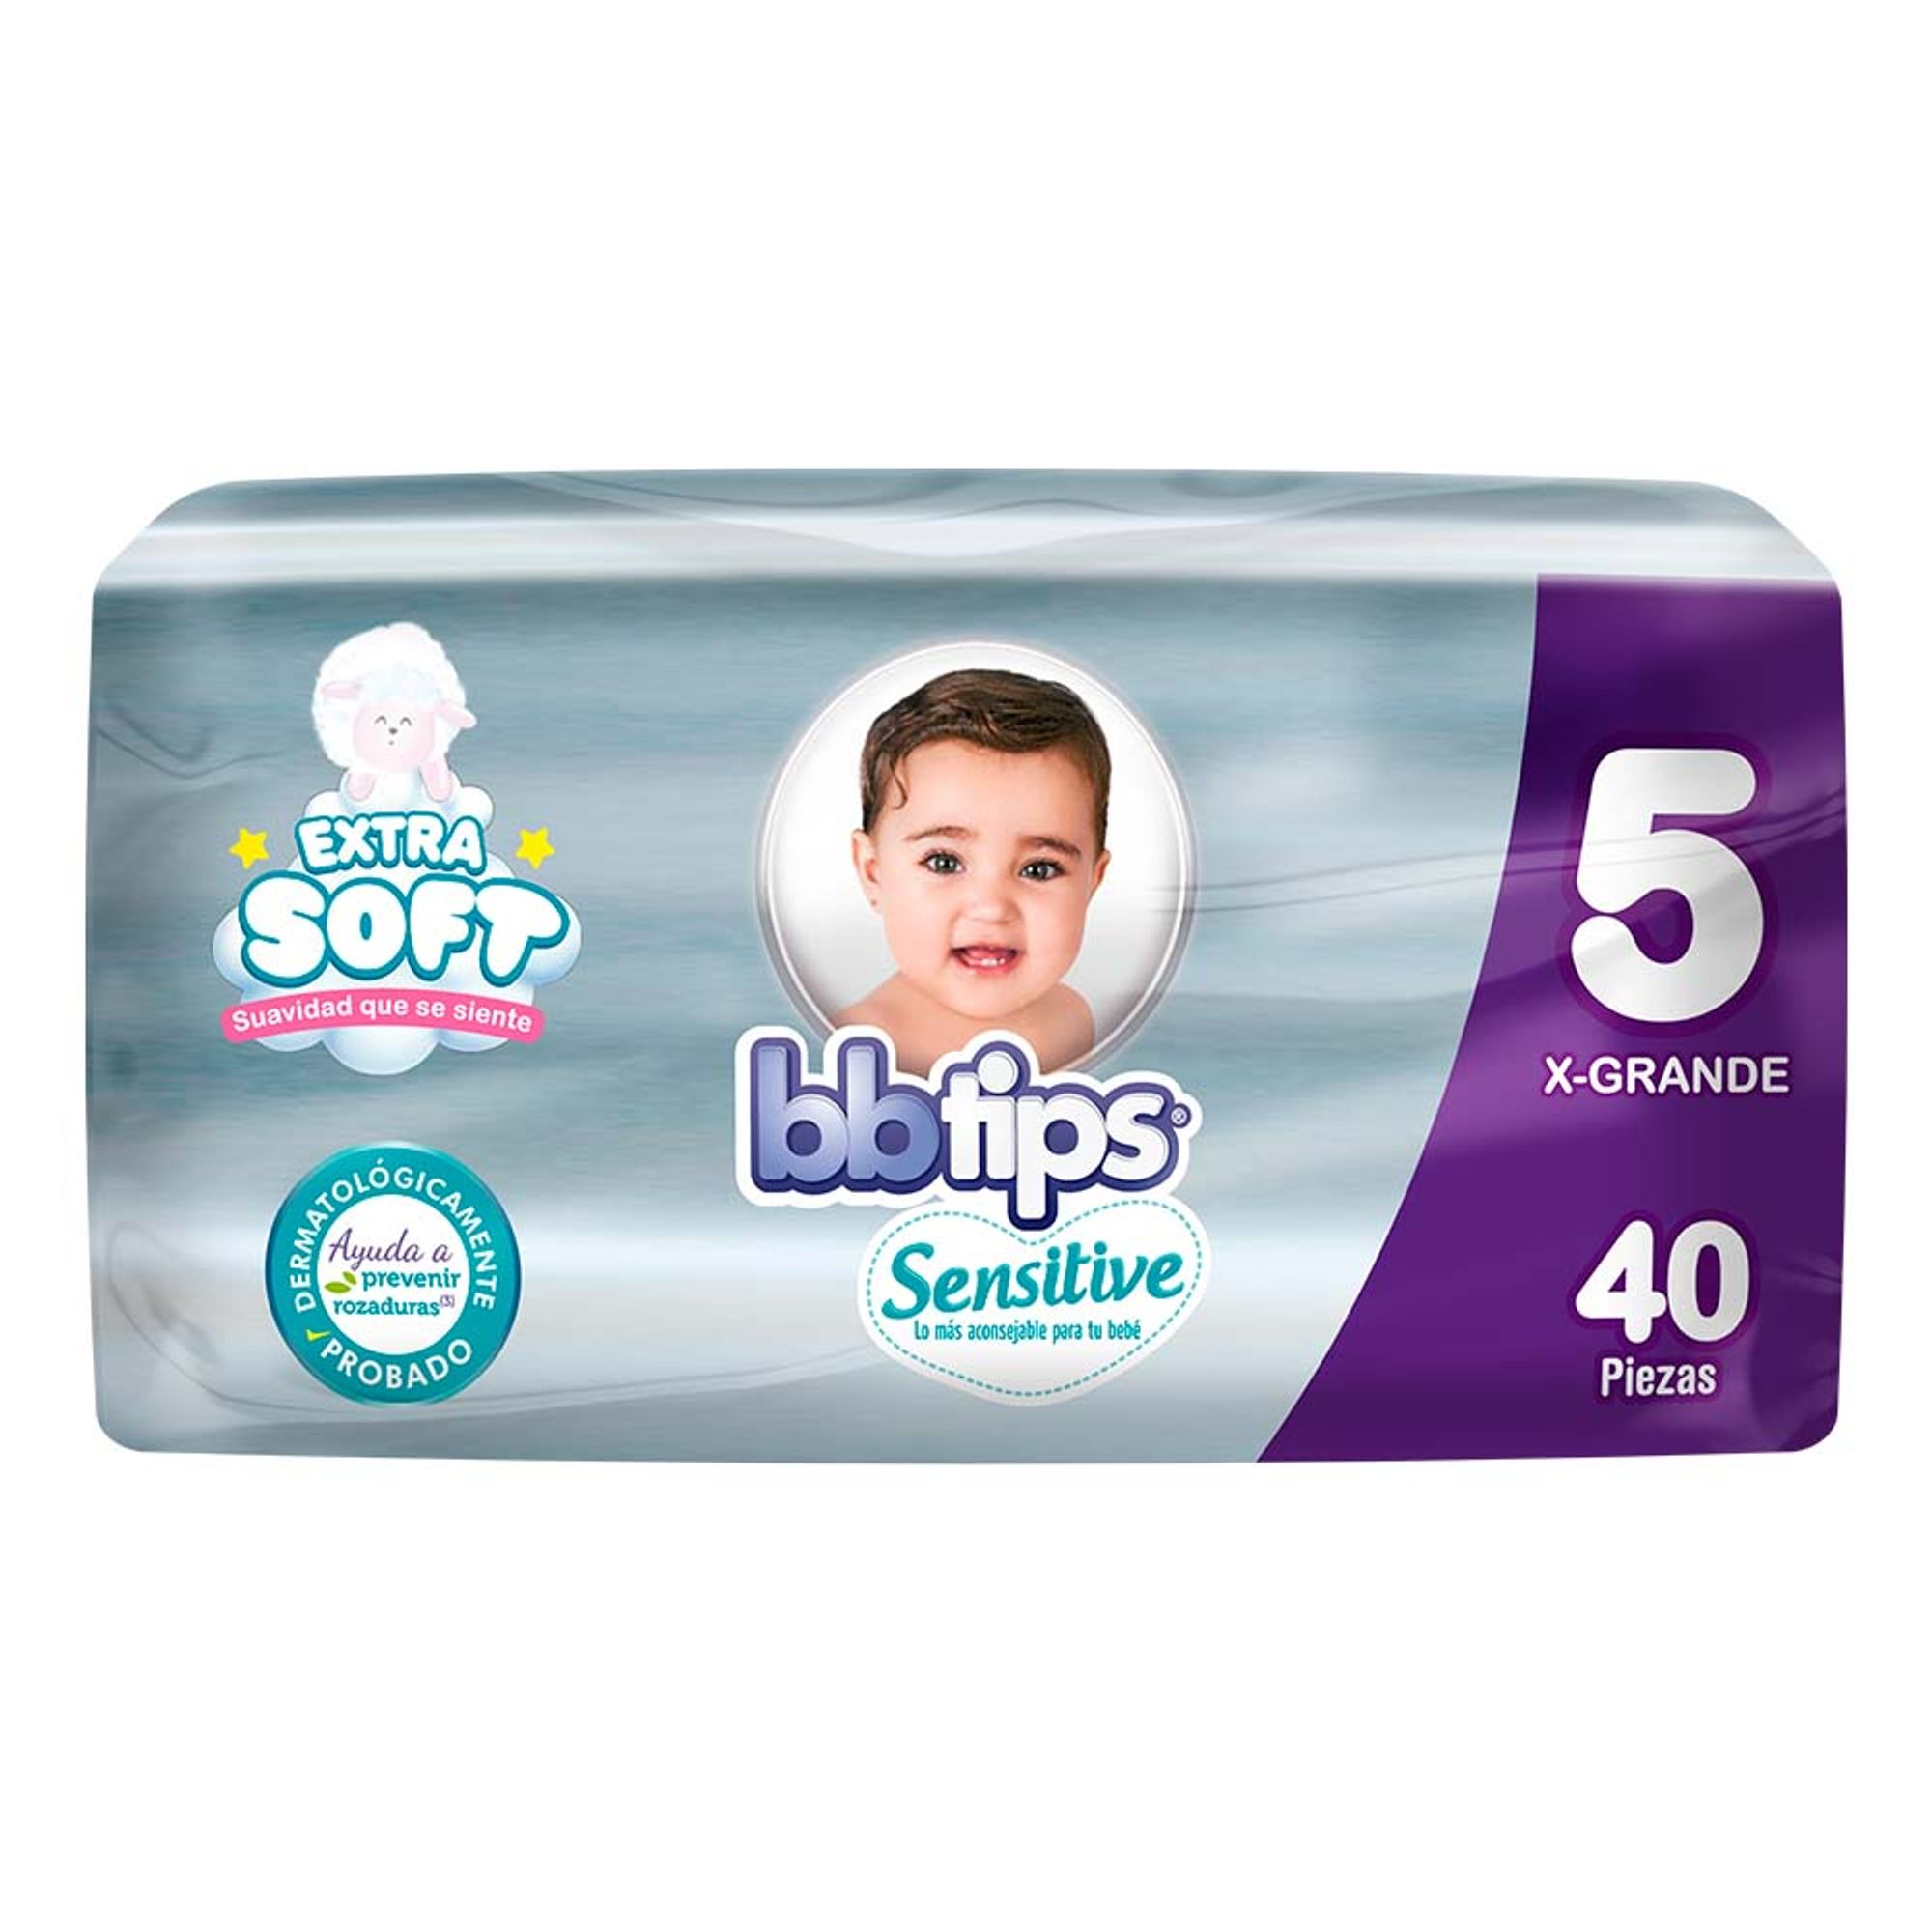 EXTRA
SOFT
Suavidad que se siente
DERMATOLÓGICAMENTE
Ayuda a
prevenir
rozaduras(3)
PROBADO
bbtips®
Sensitive
Lo más aconsejable para tu bebé
5
X-GRANDE
40
Piezas